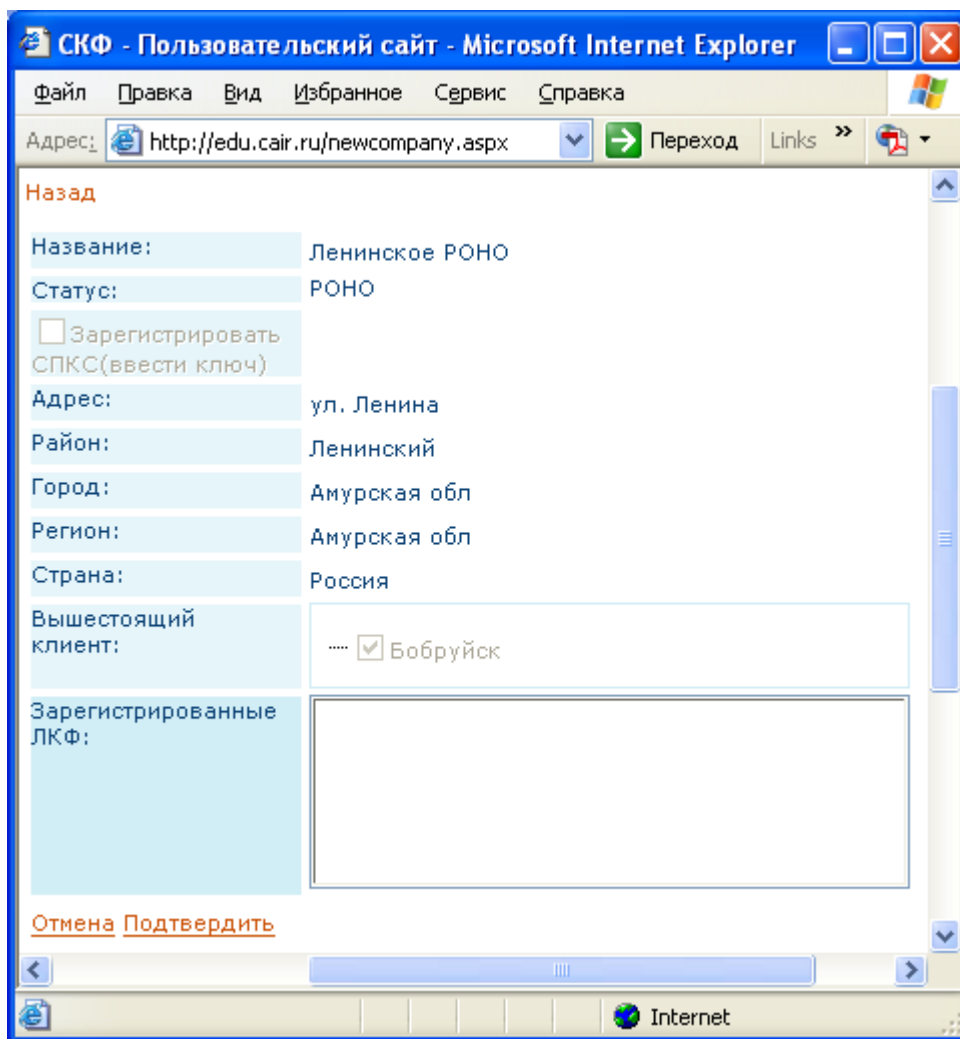 СКФ - Пользовательский сайт - Microsoft Internet Explorer
Файл Правка Вид Избранное Сервис Справка
Адрес: http://edu.cair.ru/newcompany.aspx Переход Links »
Назад
Название: Ленинское РОНО
Статус: РОНО
Зарегистрировать
СПКС(ввести ключ)
Адрес: ул. Ленина
Район: Ленинский
Город: Амурская обл
Регион: Амурская обл
Страна: Россия
Вышестоящий
клиент:
Бобруйск
Зарегистрированные
ЛКФ:
Отмена Подтвердить
Internet